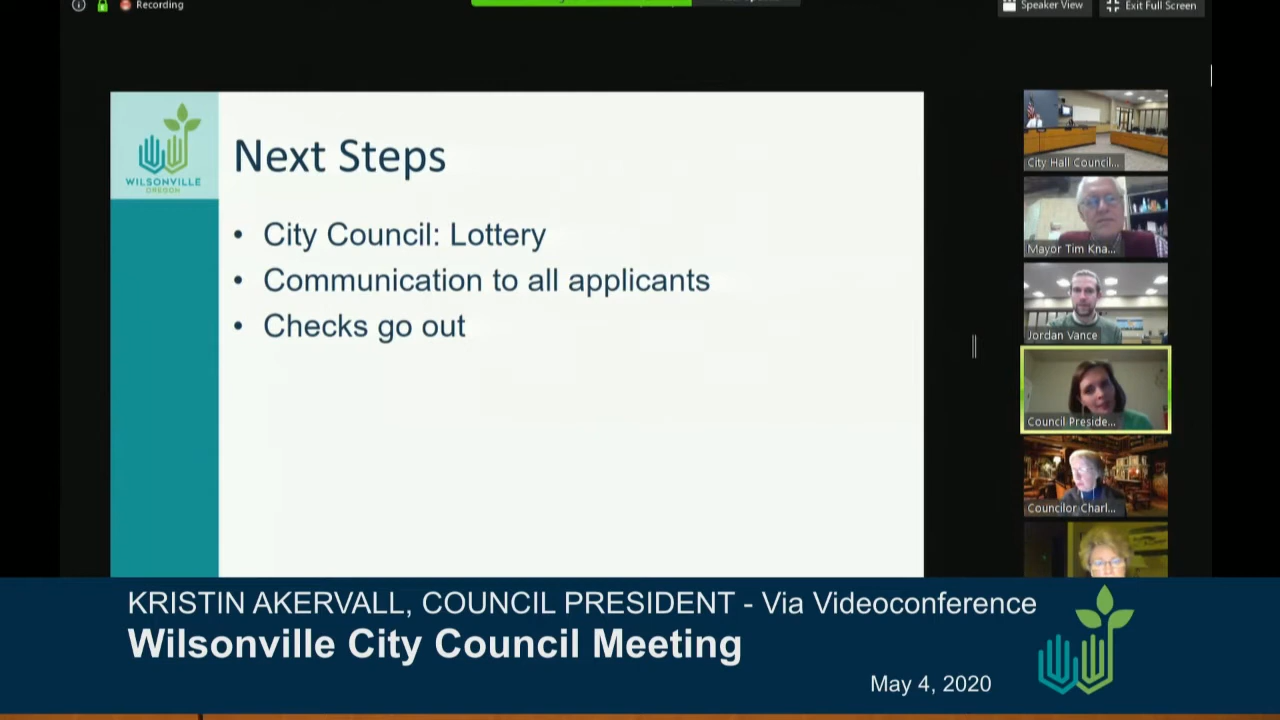 Recording
Speaker View
Exit Full Screen
WILSONVILLE
OREGON
Next Steps
• City Council: Lottery
• Communication to all applicants
• Checks go out
City Hall Council...
Mayor Tim Kna...
Jordan Vance
Council Preside...
Councilor Charl...
KRISTIN AKERVALL, COUNCIL PRESIDENT - Via Videoconference
Wilsonville City Council Meeting
May 4, 2020